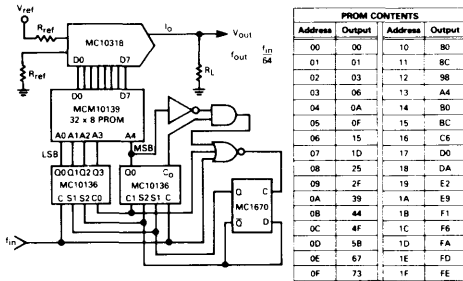 Vref
Rref
MC10318
Io
Vout
fout fin/64
Rref
D0 D7
RL
D0 D7
MCM10139
32 x 8 PROM
A0 A1 A2 A3 A4
LSB MSB
Q0 Q1 Q2 Q3 Q0 Co
MC10136 MC10136
C S1 S2 C0 C1 S2 S1 C
MC1670
C
Q̅ D
fin
PROM CONTENTS
Address Output Address Output
00 00 10 80
01 01 11 8C
02 03 12 98
03 06 13 A4
04 0A 14 B0
05 0F 15 BC
06 15 16 C6
07 1D 17 D0
08 25 18 DA
09 2F 19 E2
0A 39 1A E9
0B 44 1B F1
0C 4F 1C F6
0D 5B 1D FA
0E 67 1E FD
0F 73 1F FE